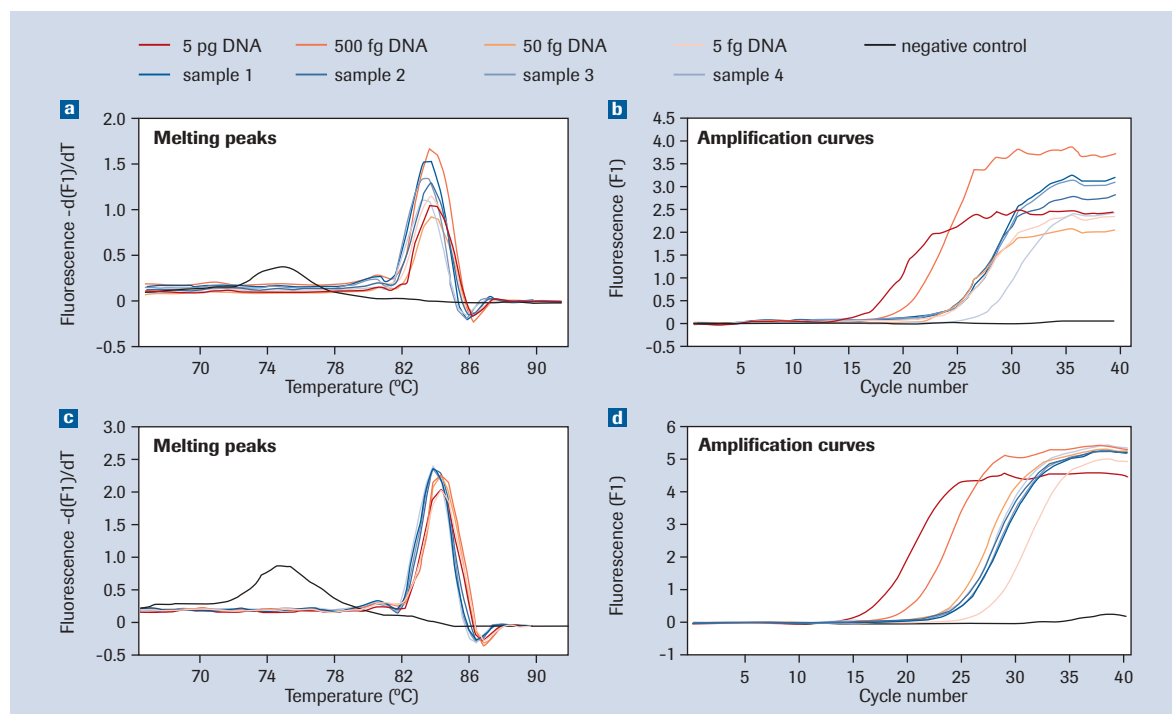 5 pg DNA 500 fg DNA 50 fg DNA 5 fg DNA negative control
sample 1 sample 2 sample 3 sample 4
a
Melting peaks
Fluorescence -d(F1)/dT
2.0
1.5
1.0
0.5
0
-0.5
70 74 78 82 86 90
Temperature (ºC)
b
Amplification curves
Fluorescence (F1)
4.5
4.0
3.5
3.0
2.5
2.0
1.5
1.0
0.5
0
-0.5
5 10 15 20 25 30 35 40
Cycle number
c
Melting peaks
Fluorescence -d(F1)/dT
3.0
2.5
2.0
1.5
1.0
0.5
0
-0.5
70 74 78 82 86 90
Temperature (ºC)
d
Amplification curves
Fluorescence (F1)
6
5
4
3
2
1
0
-1
5 10 15 20 25 30 35 40
Cycle number